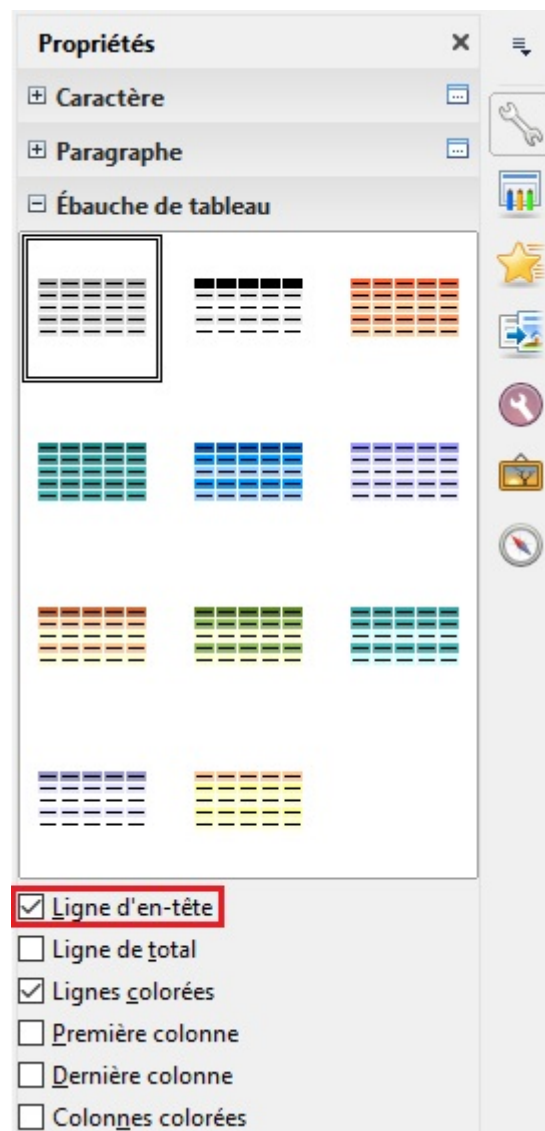 Propriétés
Caractère
Paragraphe
Ébauche de tableau
Ligne d'en-tête
Ligne de total
Lignes colorées
Première colonne
Dernière colonne
Colonnes colorées